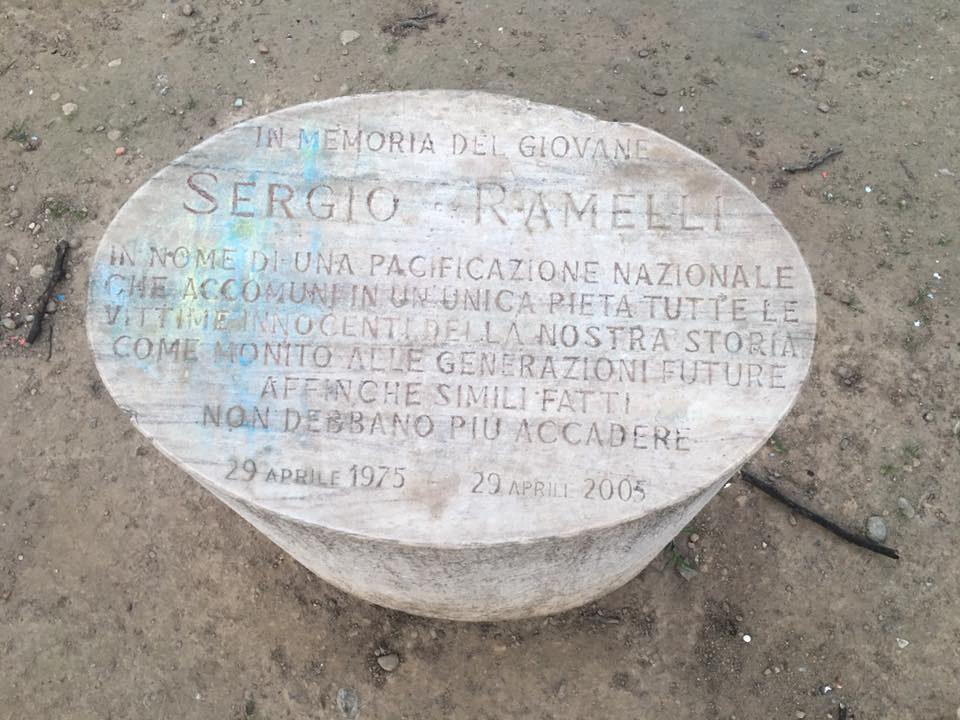 IN MEMORIA DEL GIOVANE
SERGIO RAMELLI
IN NOME DI UNA PACIFICAZIONE NAZIONALE
CHE ACCOMUNI IN UN'UNICA PIETA TUTTE LE
VITTIME INNOCENTI DELLA NOSTRA STORIA
COME MONITO ALLE GENERAZIONI FUTURE
AFFINCHE SIMILI FATTI
NON DEBBANO PIU ACCADERE
29 APRILE 1975 29 APRILE 2005